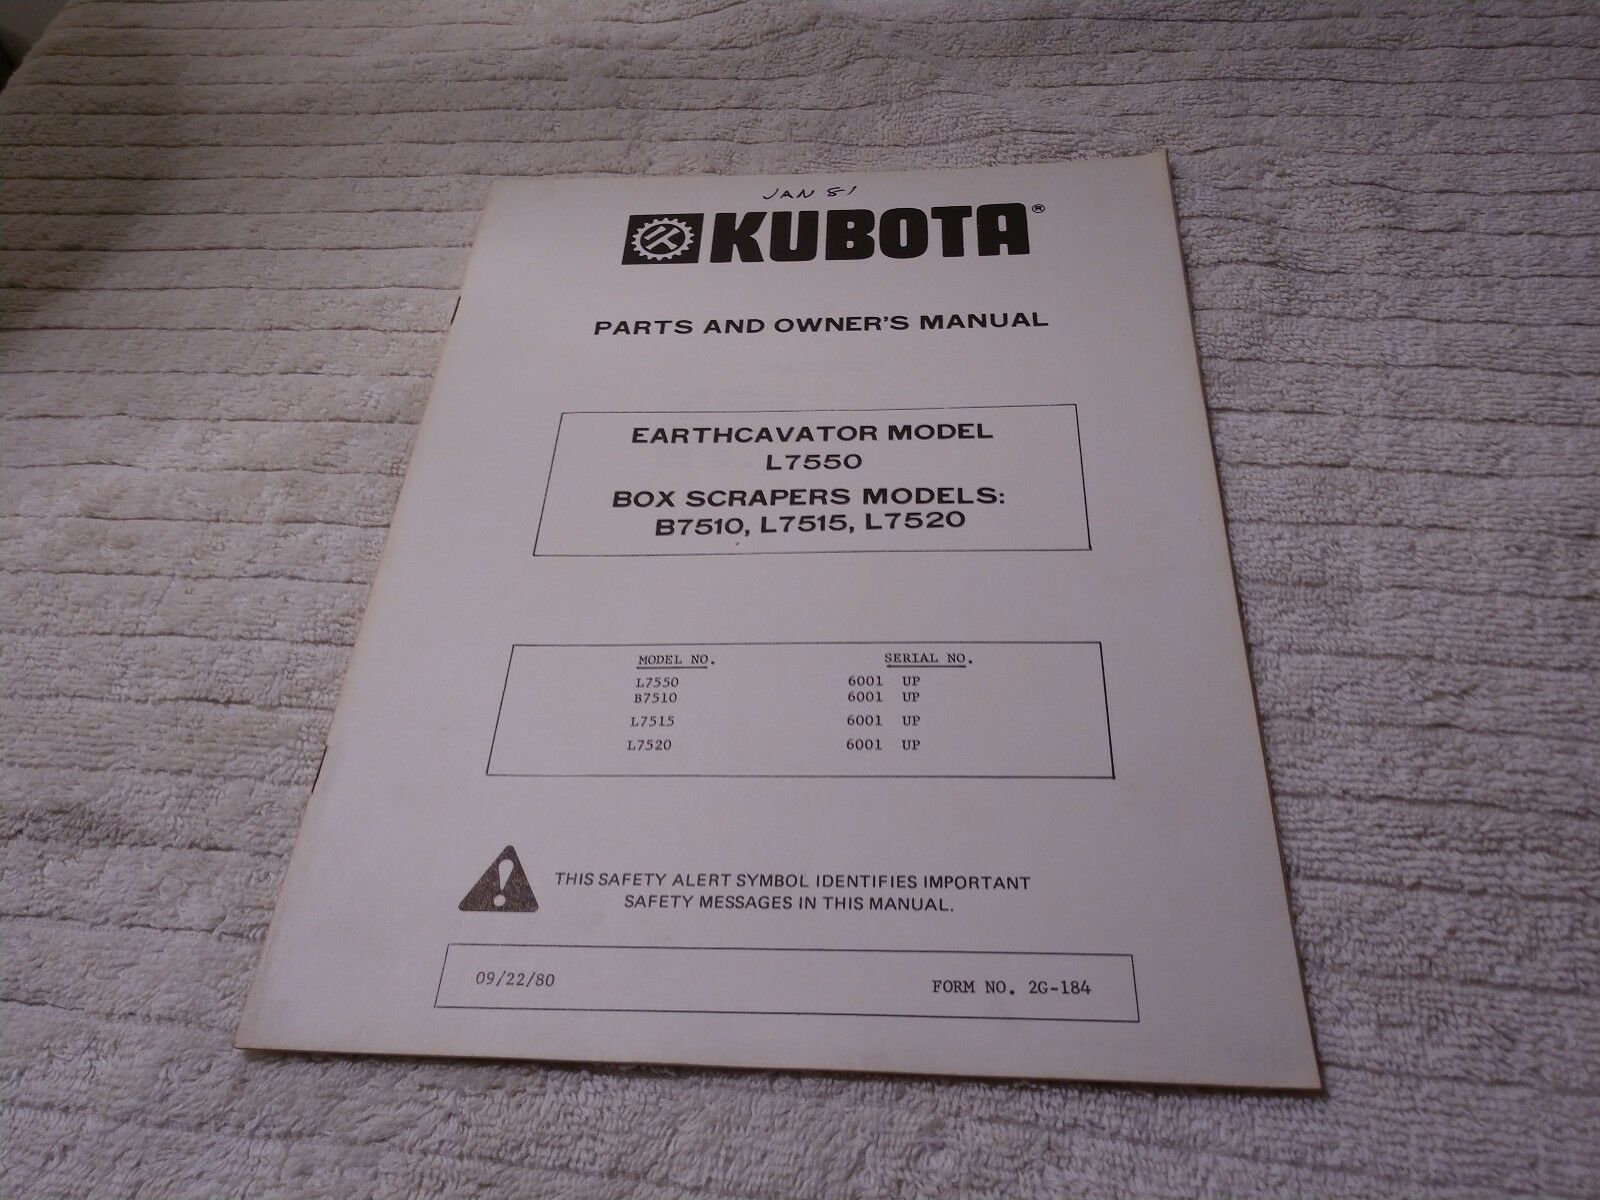 JAN 81
KUBOTA®
PARTS AND OWNER'S MANUAL
EARTHCAVATOR MODEL
L7550
BOX SCRAPERS MODELS:
B7510, L7515, L7520
MODEL NO. SERIAL NO.
L7550 6001 UP
B7510 6001 UP
L7515 6001 UP
L7520 6001 UP
THIS SAFETY ALERT SYMBOL IDENTIFIES IMPORTANT
SAFETY MESSAGES IN THIS MANUAL.
09/22/80 FORM NO. 2G-184